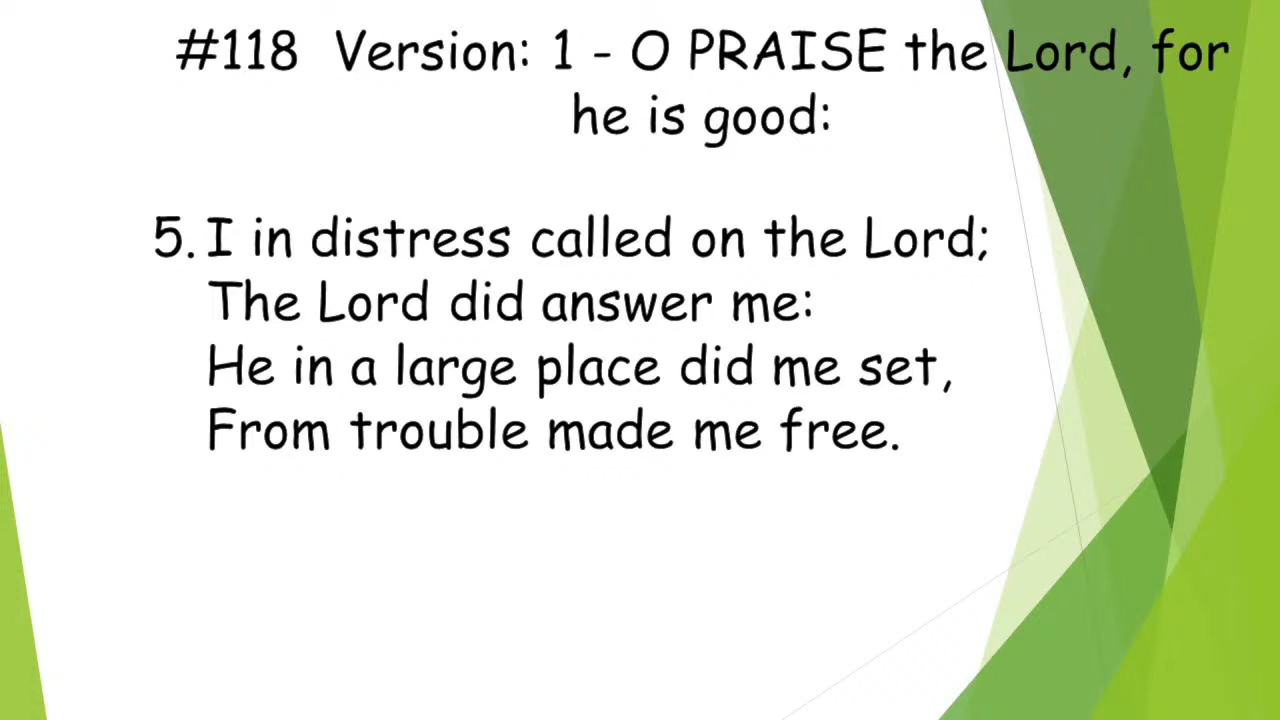 #118 Version: 1 - O PRAISE the Lord, for
he is good:
5. I in distress called on the Lord;
The Lord did answer me:
He in a large place did me set,
From trouble made me free.